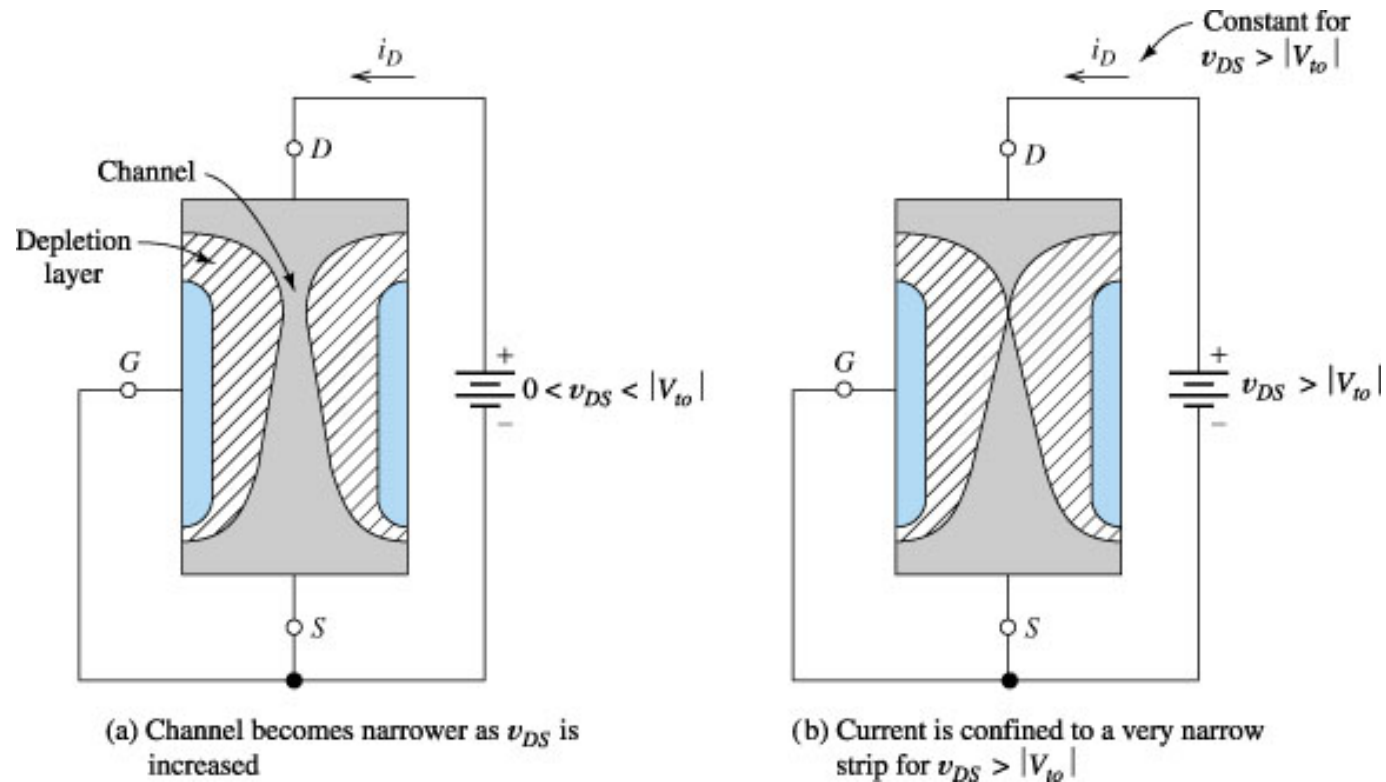 i_D
D
Channel
Depletion
layer
G
+
0 < v_DS < |V_to|
–
S
(a) Channel becomes narrower as v_DS is
increased
Constant for
v_DS > |V_to|
i_D
D
G
+
v_DS > |V_to|
–
S
(b) Current is confined to a very narrow
strip for v_DS > |V_to|